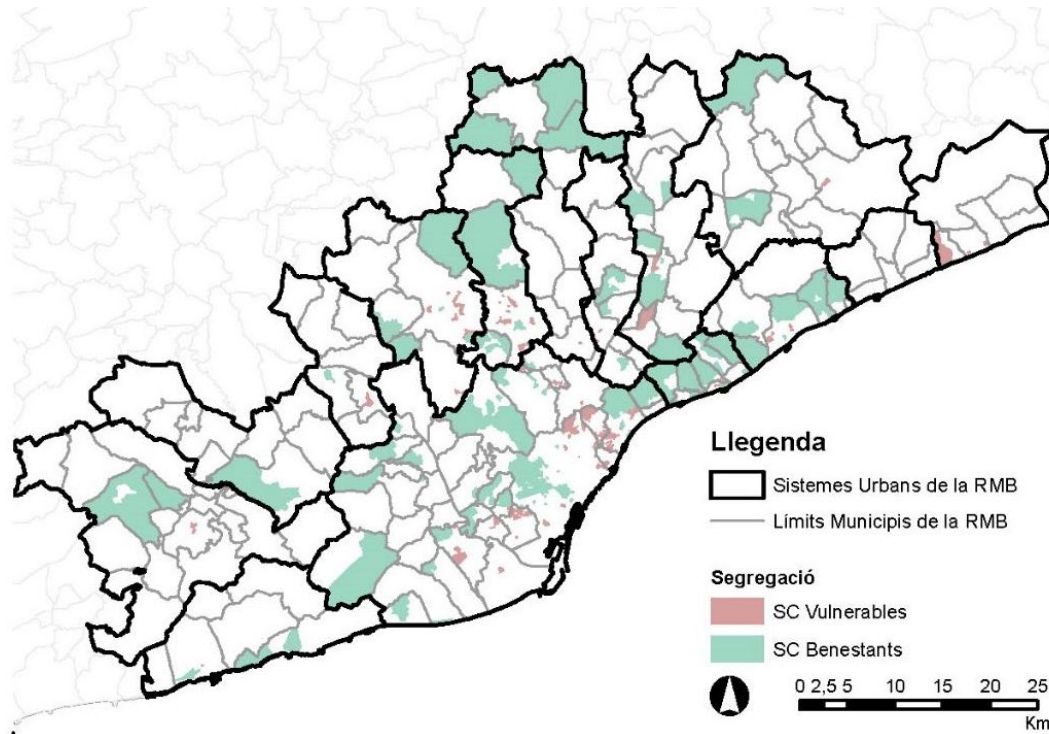 Llegenda
Sistemes Urbans de la RMB
Límits Municipis de la RMB
Segregació
SC Vulnerables
SC Benestants
0 2,5 5 10 15 20 25
Km